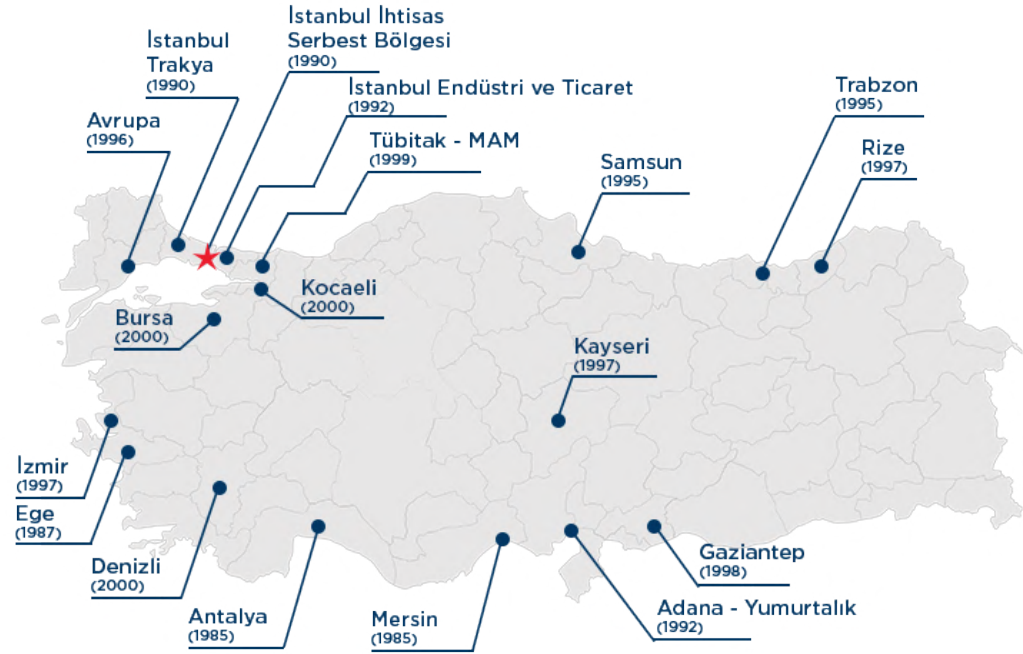 İstanbul İhtisas
Serbest Bölgesi
(1990)
İstanbul
Trakya
(1990)
İstanbul Endüstri ve Ticaret
(1992)
Trabzon
(1995)
Avrupa
(1996)
Tübitak - MAM
(1999)
Samsun
(1995)
Rize
(1997)
Kocaeli
(2000)
Bursa
(2000)
Kayseri
(1997)
İzmir
(1997)
Ege
(1987)
Denizli
(2000)
Gaziantep
(1998)
Antalya
(1985)
Mersin
(1985)
Adana - Yumurtalık
(1992)